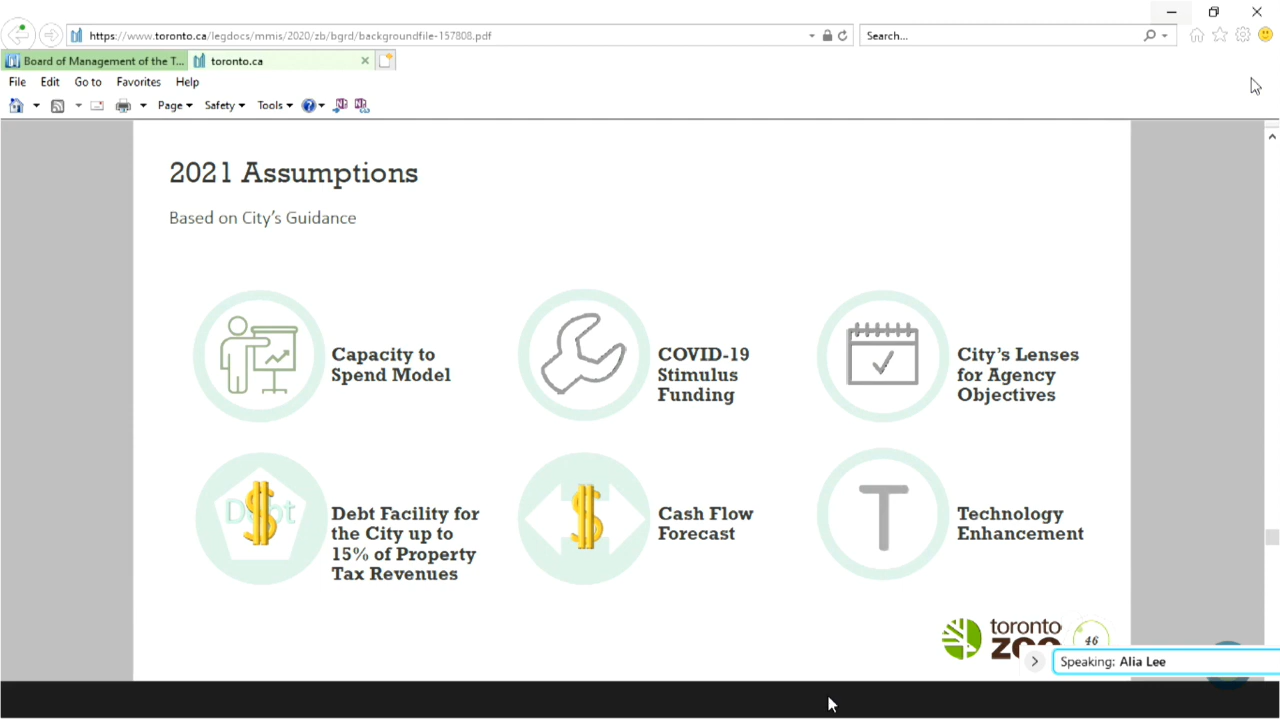 https://www.toronto.ca/legdocs/mmis/2020/zb/bgrd/backgroundfile-157808.pdf
Search...
Board of Management of the T...
toronto.ca
File Edit Go to Favorites Help
Page Safety Tools
2021 Assumptions
Based on City's Guidance
Capacity to
Spend Model
COVID-19
Stimulus
Funding
City's Lenses
for Agency
Objectives
Debt
$
Debt Facility for
the City up to
15% of Property
Tax Revenues
$
Cash Flow
Forecast
T
Technology
Enhancement
toronto
ZOO
46
Speaking: Alia Lee